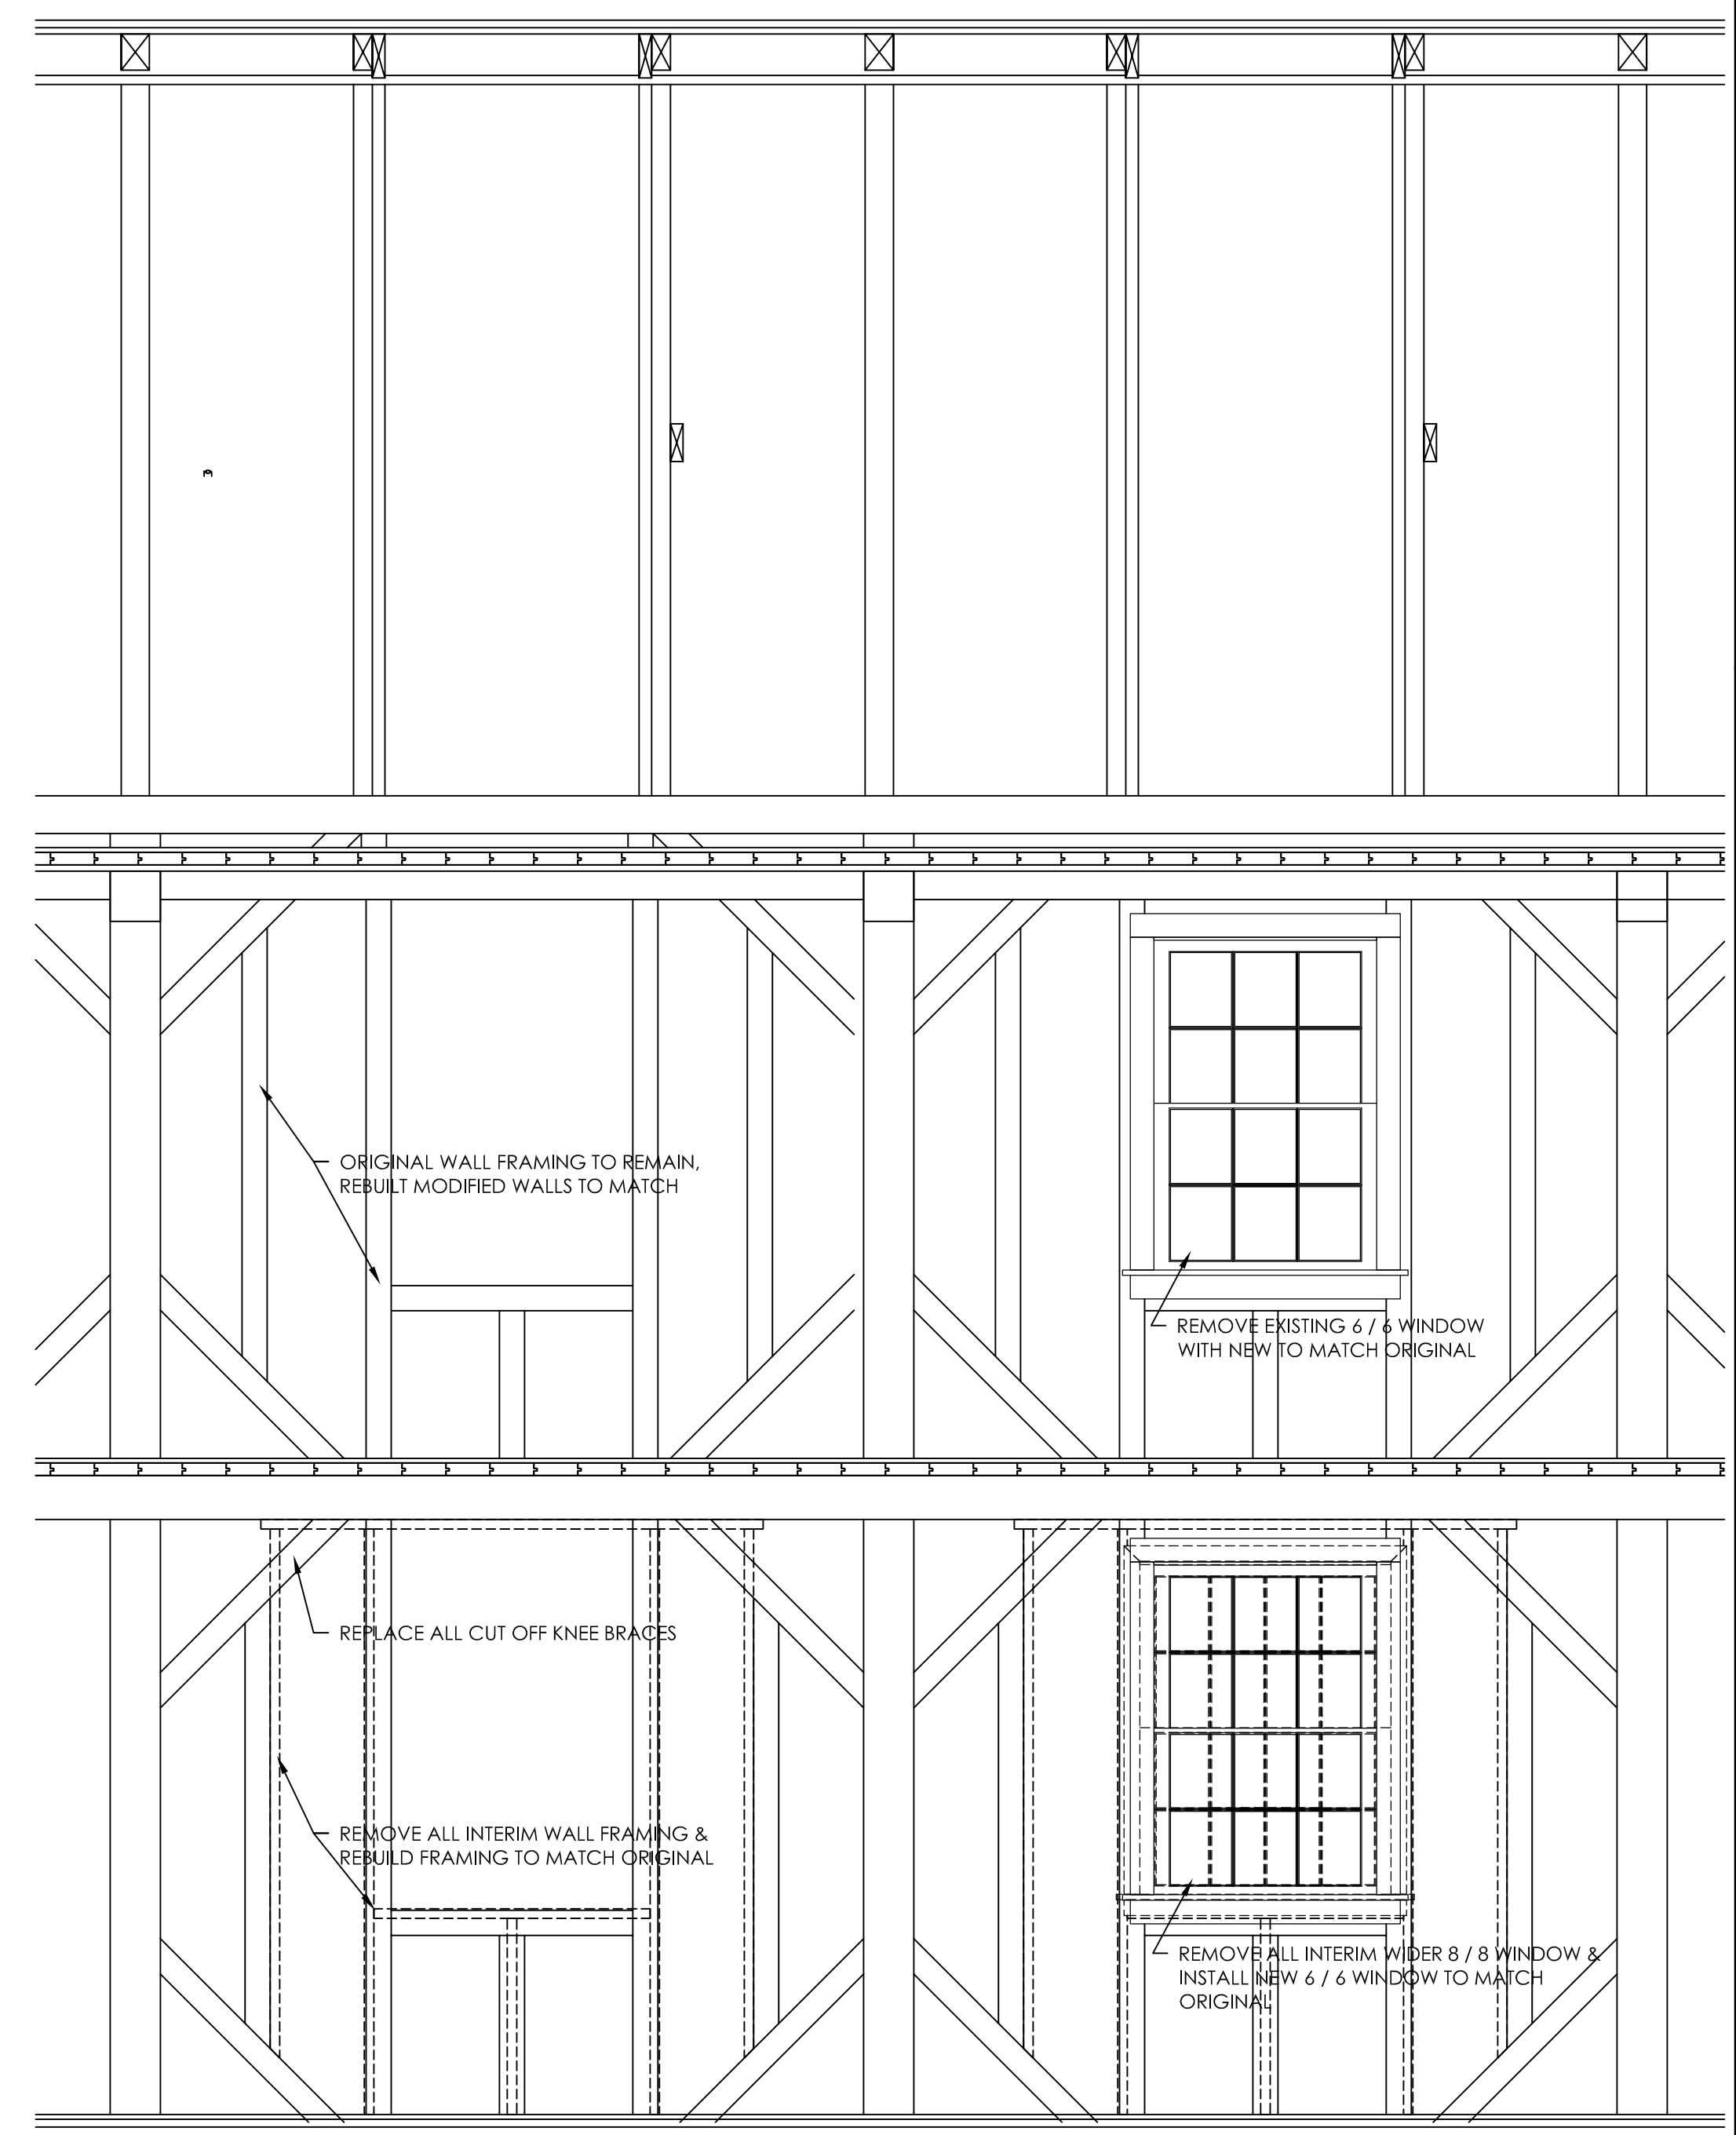 ORIGINAL WALL FRAMING TO REMAIN,
REBUILT MODIFIED WALLS TO MATCH
REMOVE EXISTING 6 / 6 WINDOW
WITH NEW TO MATCH ORIGINAL
REPLACE ALL CUT OFF KNEE BRACES
REMOVE ALL INTERIM WALL FRAMING &
REBUILD FRAMING TO MATCH ORIGINAL
REMOVE ALL INTERIM WIDER 8 / 8 WINDOW &
INSTALL NEW 6 / 6 WINDOW TO MATCH
ORIGINAL